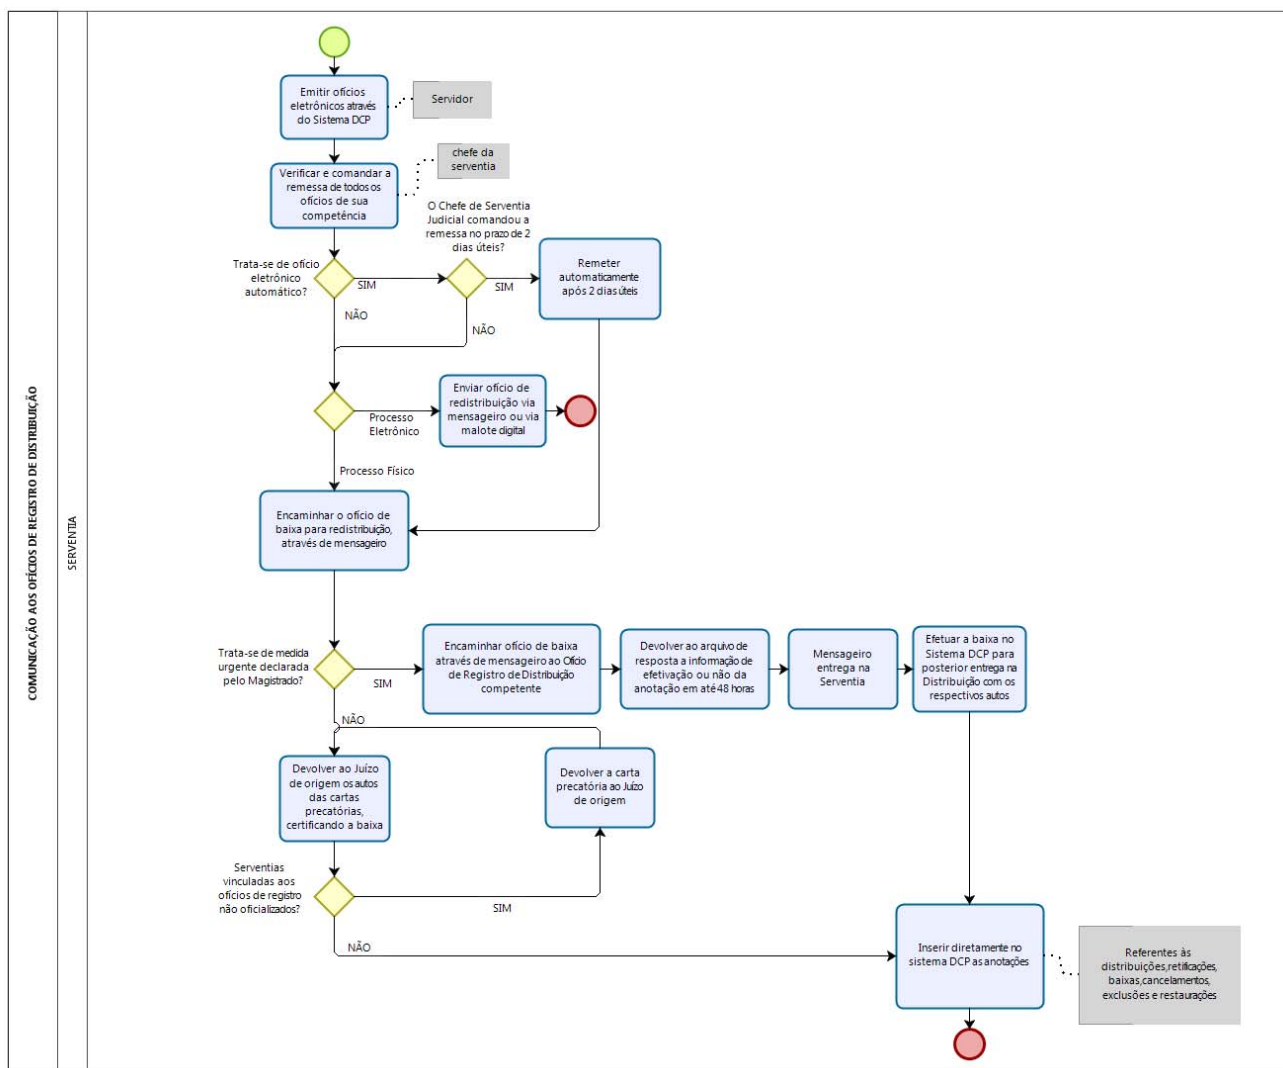 COMUNICAÇÃO AOS OFÍCIOS DE REGISTRO DE DISTRIBUIÇÃO
SERVENTIA
Emitir ofícios
eletrônicos através
do Sistema DCP
Servidor
chefe da
serventia
Verificar e comandar a
remessa de todos os
ofícios de sua
competência
O Chefe de Serventia
Judicial comandou a
remessa no prazo de 2
dias úteis?
Trata-se de ofício
eletrônico
automático?
SIM
SIM
Remeter
automaticamente
após 2 dias úteis
NÃO
NÃO
Processo
Eletrônico
Enviar ofício de
redistribuição via
mensageiro ou via
malote digital
Processo Físico
Encaminhar o ofício de
baixa para redistribuição,
através de mensageiro
Trata-se de medida
urgente declarada
pelo Magistrado?
SIM
Encaminhar ofício de baixa
através de mensageiro ao Ofício
de Registro de Distribuição
competente
Devolver ao arquivo de
resposta a informação de
efetivação ou não da
anotação em até 48 horas
Mensageiro
entrega na
Serventia
Efetuar a baixa no
Sistema DCP para
posterior entrega na
Distribuição com os
respectivos autos
NÃO
Devolver ao Juízo
de origem os autos
das cartas
precatórias,
certificando a baixa
Devolver a carta
precatória ao Juízo
de origem
Serventias
vinculadas aos
ofícios de registro
não oficializados?
SIM
NÃO
Inserir diretamente no
sistema DCP as anotações
Referentes às
distribuições,retificações,
baixas,cancelamentos,
exclusões e restaurações